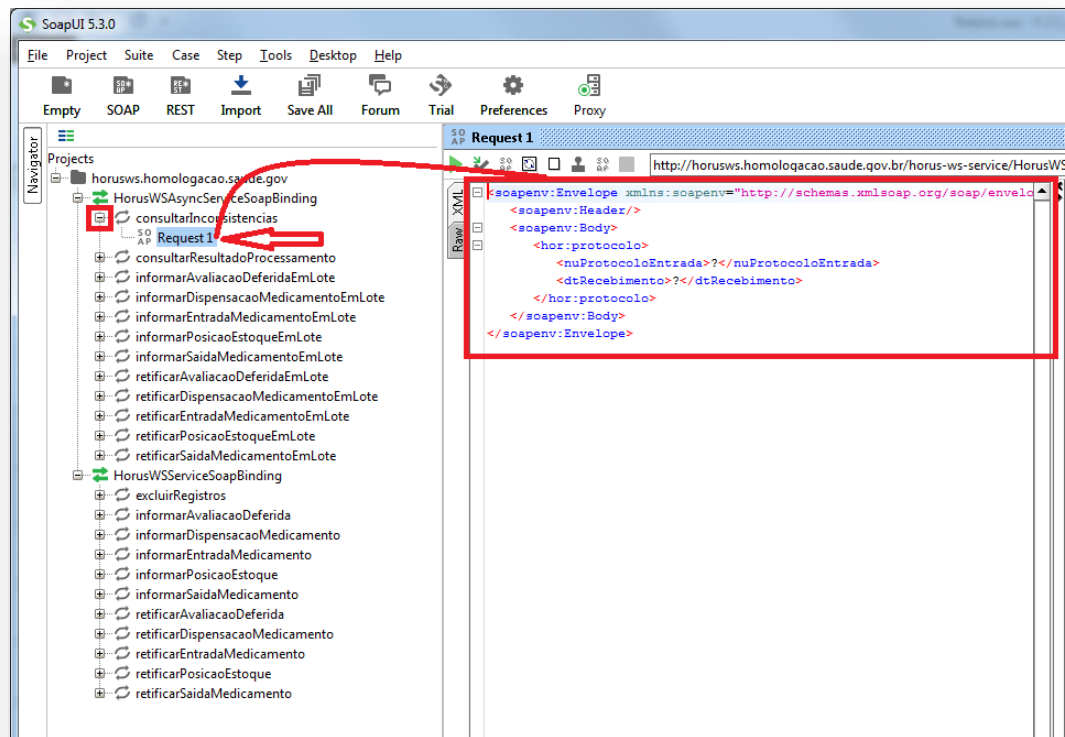 SoapUI 5.3.0
File Project Suite Case Step Tools Desktop Help
Empty SOAP REST Import Save All Forum Trial Preferences Proxy
Navigator
Projects
horusws.homologacao.saude.gov
HorusWSAsyncServiceSoapBinding
consultarInconsistencias
SOAP Request 1
consultarResultadoProcessamento
informarAvaliacaoDeferidaEmLote
informarDispensacaoMedicamentoEmLote
informarEntradaMedicamentoEmLote
informarPosicaoEstoqueEmLote
informarSaidaMedicamentoEmLote
retificarAvaliacaoDeferidaEmLote
retificarDispensacaoMedicamentoEmLote
retificarEntradaMedicamentoEmLote
retificarPosicaoEstoqueEmLote
retificarSaidaMedicamentoEmLote
HorusWSServiceSoapBinding
excluirRegistros
informarAvaliacaoDeferida
informarDispensacaoMedicamento
informarEntradaMedicamento
informarPosicaoEstoque
informarSaidaMedicamento
retificarAvaliacaoDeferida
retificarDispensacaoMedicamento
retificarEntradaMedicamento
retificarPosicaoEstoque
retificarSaidaMedicamento
SOAP Request 1
http://horusws.homologacao.saude.gov.br/horus-ws-service/HorusWS
XML
Raw
<soapenv:Envelope xmlns:soapenv="http://schemas.xmlsoap.org/soap/envelo
<soapenv:Header/>
<soapenv:Body>
<hor:protocolo>
<nuProtocoloEntrada>?</nuProtocoloEntrada>
<dtRecebimento>?</dtRecebimento>
</hor:protocolo>
</soapenv:Body>
</soapenv:Envelope>